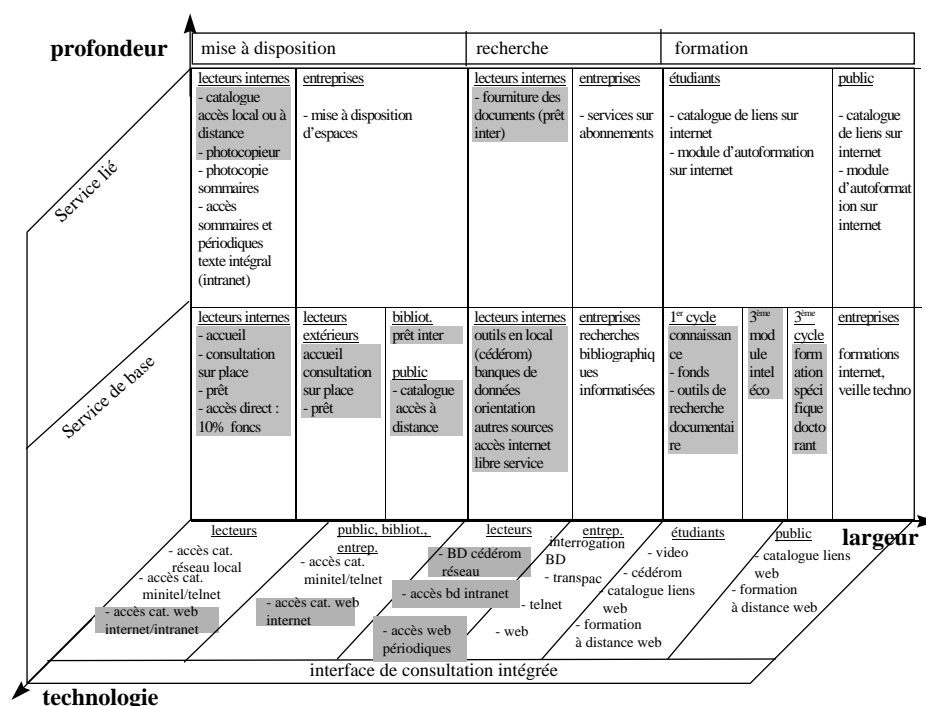 profondeur
mise à disposition
recherche
formation
Service lié
lecteurs internes
- catalogue
accès local ou à
distance
- photocopieur
- photocopie
sommaires
- accès
sommaires et
périodiques
texte intégral
(intranet)
entreprises
- mise à disposition
d'espaces
lecteurs internes
- fourniture des
documents (prêt
inter)
entreprises
- services sur
abonnements
étudiants
- catalogue de liens sur
internet
- module d'autoformation
sur internet
public
- catalogue
de liens sur
internet
- module
d'autoformat
ion sur
internet
Service de base
lecteurs internes
- accueil
- consultation
sur place
- prêt
- accès direct :
10% foncs
lecteurs
extérieurs
accueil
consultation
sur place
- prêt
bibliot.
prêt inter
public
- catalogue
accès à
distance
lecteurs internes
outils en local
(cédérom)
banques de
données
orientation
autres sources
accès internet
libre service
entreprises
recherches
bibliographiq
ues
informatisées
1er cycle
connaissan
ce
- fonds
- outils de
recherche
documentai
re
3ème
mod
ule
intel
éco
3ème
cycle
form
ation
spéci
fique
docto
rant
entreprises
formations
internet,
veille techno
largeur
lecteurs
- accès cat.
réseau local
- accès cat.
minitel/telnet
- accès cat. web
internet/intranet
public, bibliot.,
entrep.
- accès cat.
minitel/telnet
- accès cat. web
internet
lecteurs
- BD cédérom
réseau
- accès bd intranet
- accès web
périodiques
entrep.
interrogation
BD
- transpac
- telnet
- web
étudiants
- video
- cédérom
- catalogue liens
web
- formation
à distance web
public
- catalogue liens
web
- formation
à distance web
interface de consultation intégrée
technologie